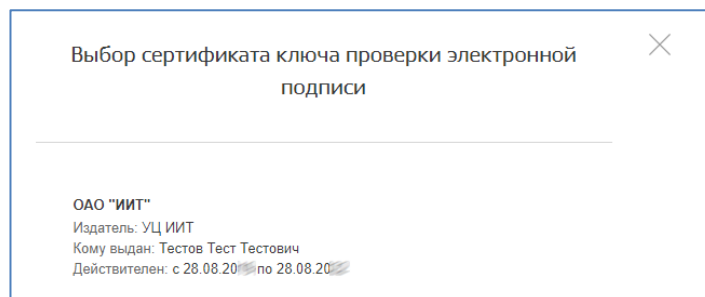 Выбор сертификата ключа проверки электронной
подписи
ОАО "ИИТ"
Издатель: УЦ ИИТ
Кому выдан: Тестов Тест Тестович
Действителен: с 28.08.20 по 28.08.20